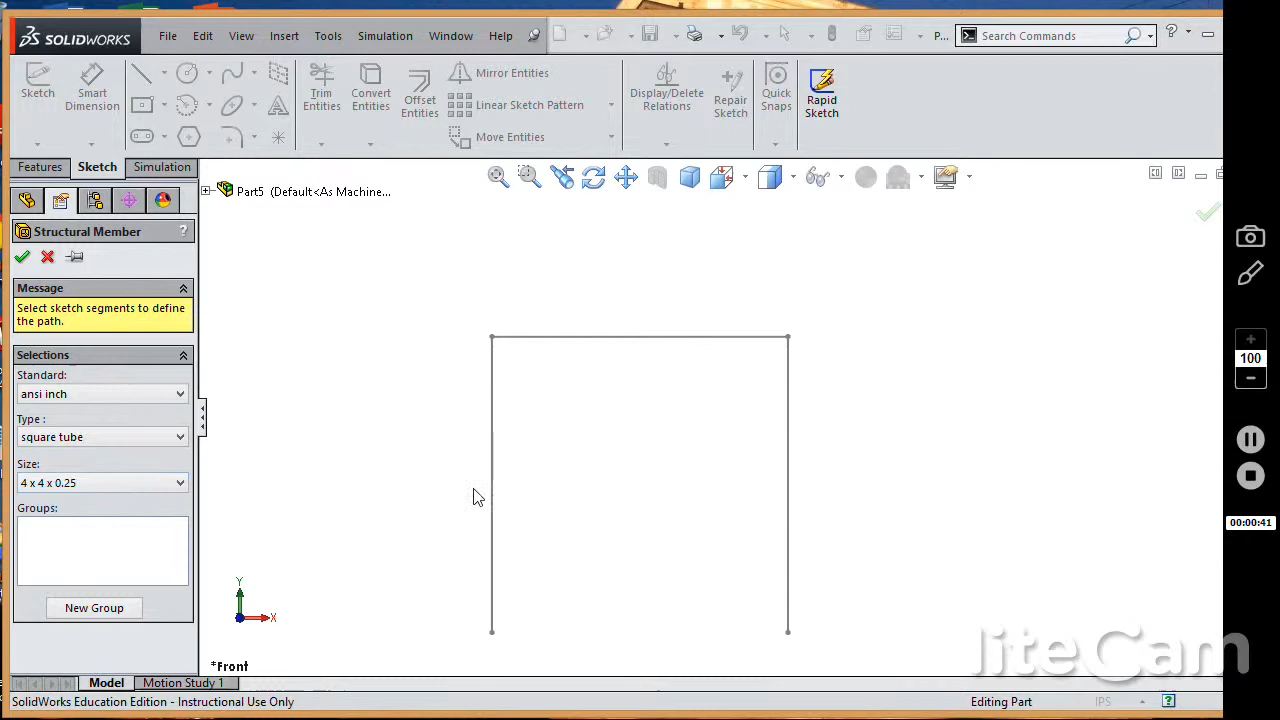 SOLIDWORKS File Edit View Insert Tools Simulation Window Help P... Search Commands ?
Sketch Smart Dimension Trim Entities Convert Entities Offset Entities Mirror Entities Linear Sketch Pattern Move Entities Display/Delete Relations Repair Sketch Quick Snaps Rapid Sketch
Features Sketch Simulation
Part5 (Default<As Machine...
Structural Member ?
Message
Select sketch segments to define
the path.
Selections
Standard:
ansi inch
Type :
square tube
Size:
4 x 4 x 0.25
Groups:
New Group
Y
X
*Front
Model Motion Study 1
SolidWorks Education Edition - Instructional Use Only Editing Part IPS ?
100
00:00:41
liteCam